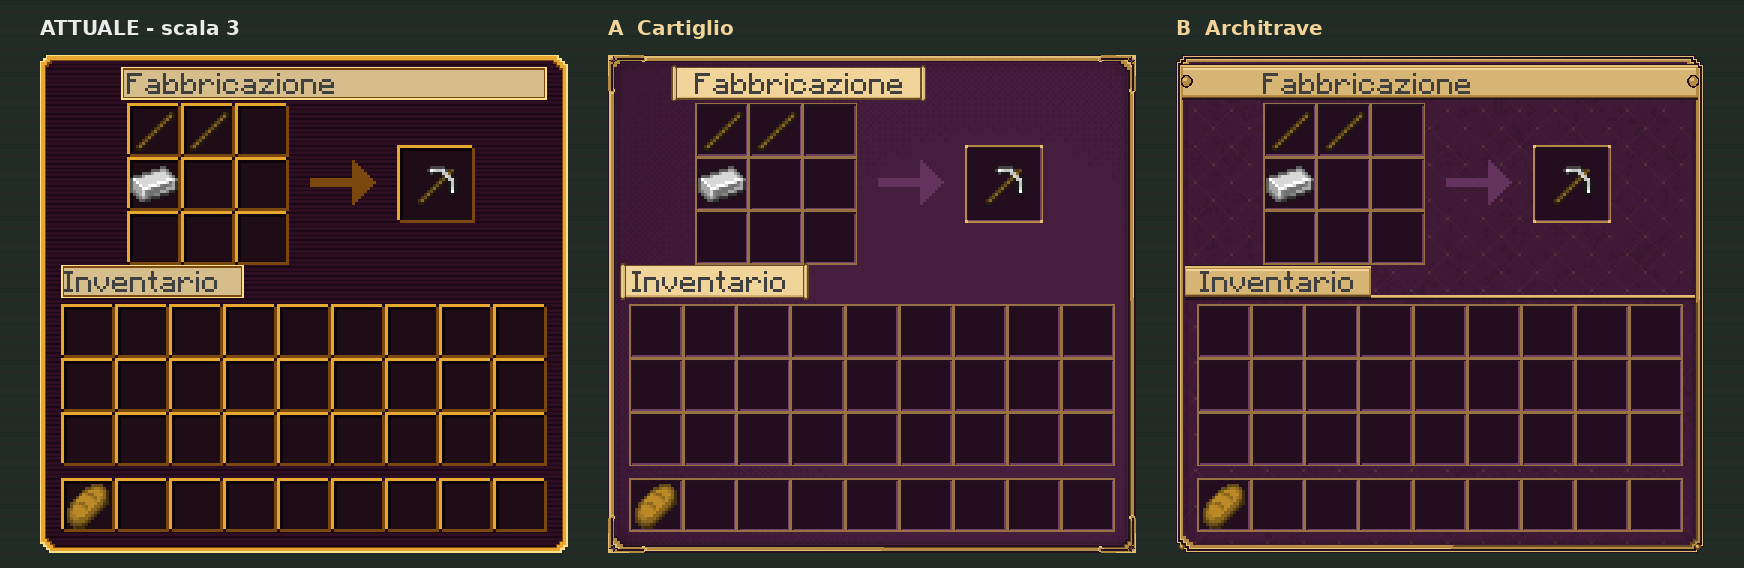 ATTUALE - scala 3
Fabbricazione
Inventario
A Cartiglio
Fabbricazione
Inventario
B Architrave
Fabbricazione
Inventario